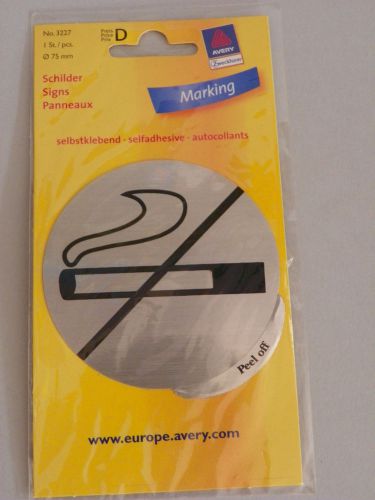 No. 3227
1 St./pcs.
Ø 75 mm
Preis
Price
Prix
D
AVERY
Zweckform
Schilder
Signs
Panneaux
Marking
selbstklebend - selfadhesive - autocollants
Peel off
www.europe.avery.com